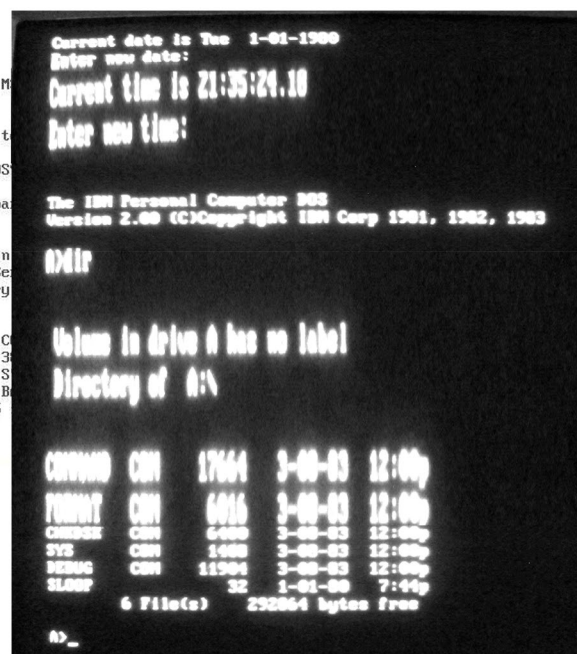 Current date is Tue 1-01-1980
Enter new date:
Current time is 21:35:24.10
Enter new time:
The IBM Personal Computer DOS
Version 2.00 (C)Copyright IBM Corp 1981, 1982, 1983
A>dir
Volume in drive A has no label
Directory of A:\
COMMAND COM 17664 3-08-83 12:00p
FORMAT COM 6016 3-08-83 12:00p
CHKDSK COM 6400 3-08-83 12:00p
SYS COM 1408 3-08-83 12:00p
DEBUG COM 11904 3-08-83 12:00p
32 1-01-80 7:44p
6 File(s) 292864 bytes free
A>_